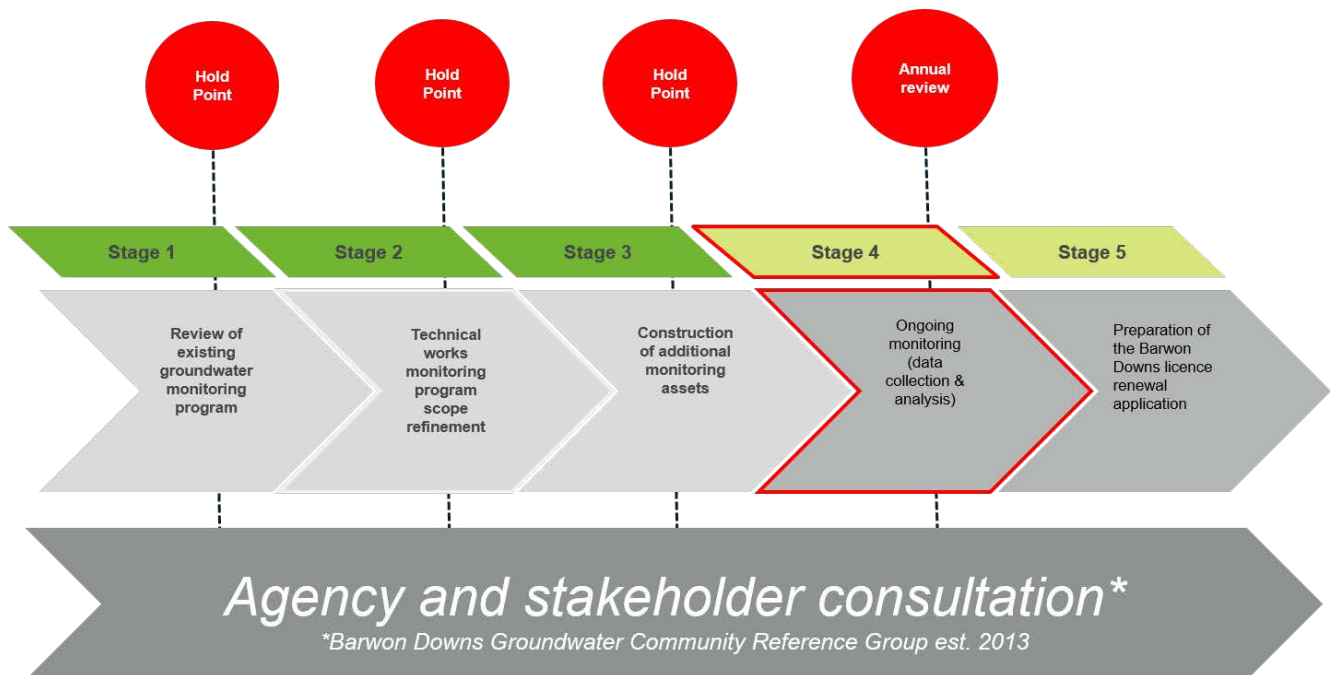 Hold
Point
Hold
Point
Hold
Point
Annual
review
Stage 1
Stage 2
Stage 3
Stage 4
Stage 5
Review of
existing
groundwater
monitoring
program
Technical
works
monitoring
program
scope
refinement
Construction
of additional
monitoring
assets
Ongoing
monitoring
(data
collection &
analysis)
Preparation of
the Barwon
Downs licence
renewal
application
Agency and stakeholder consultation*
*Barwon Downs Groundwater Community Reference Group est. 2013